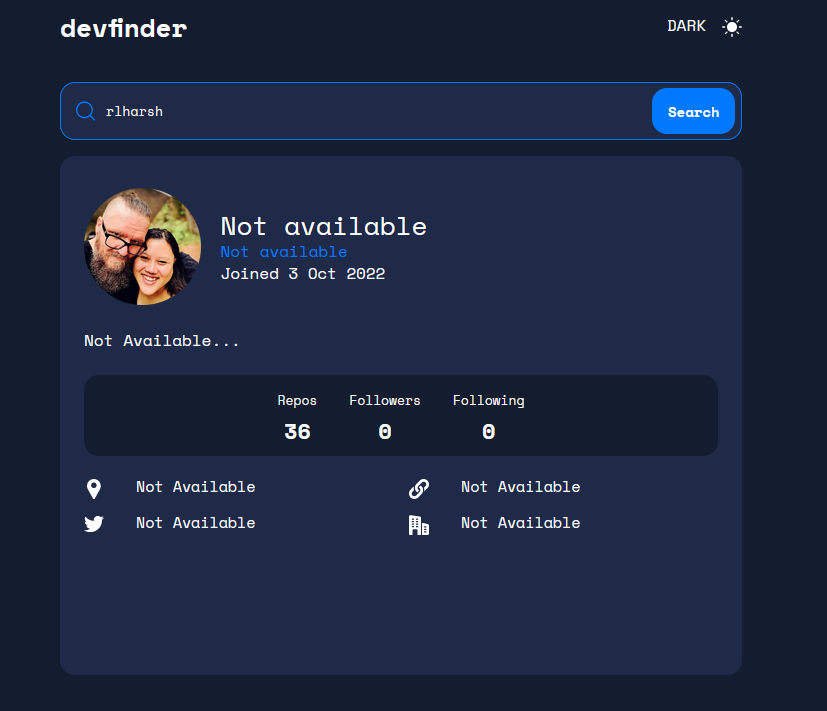 devfinder
DARK
rlharsh
Search
Not available
Not available
Joined 3 Oct 2022
Not Available...
Repos Followers Following
36 0 0
Not Available Not Available
Not Available Not Available